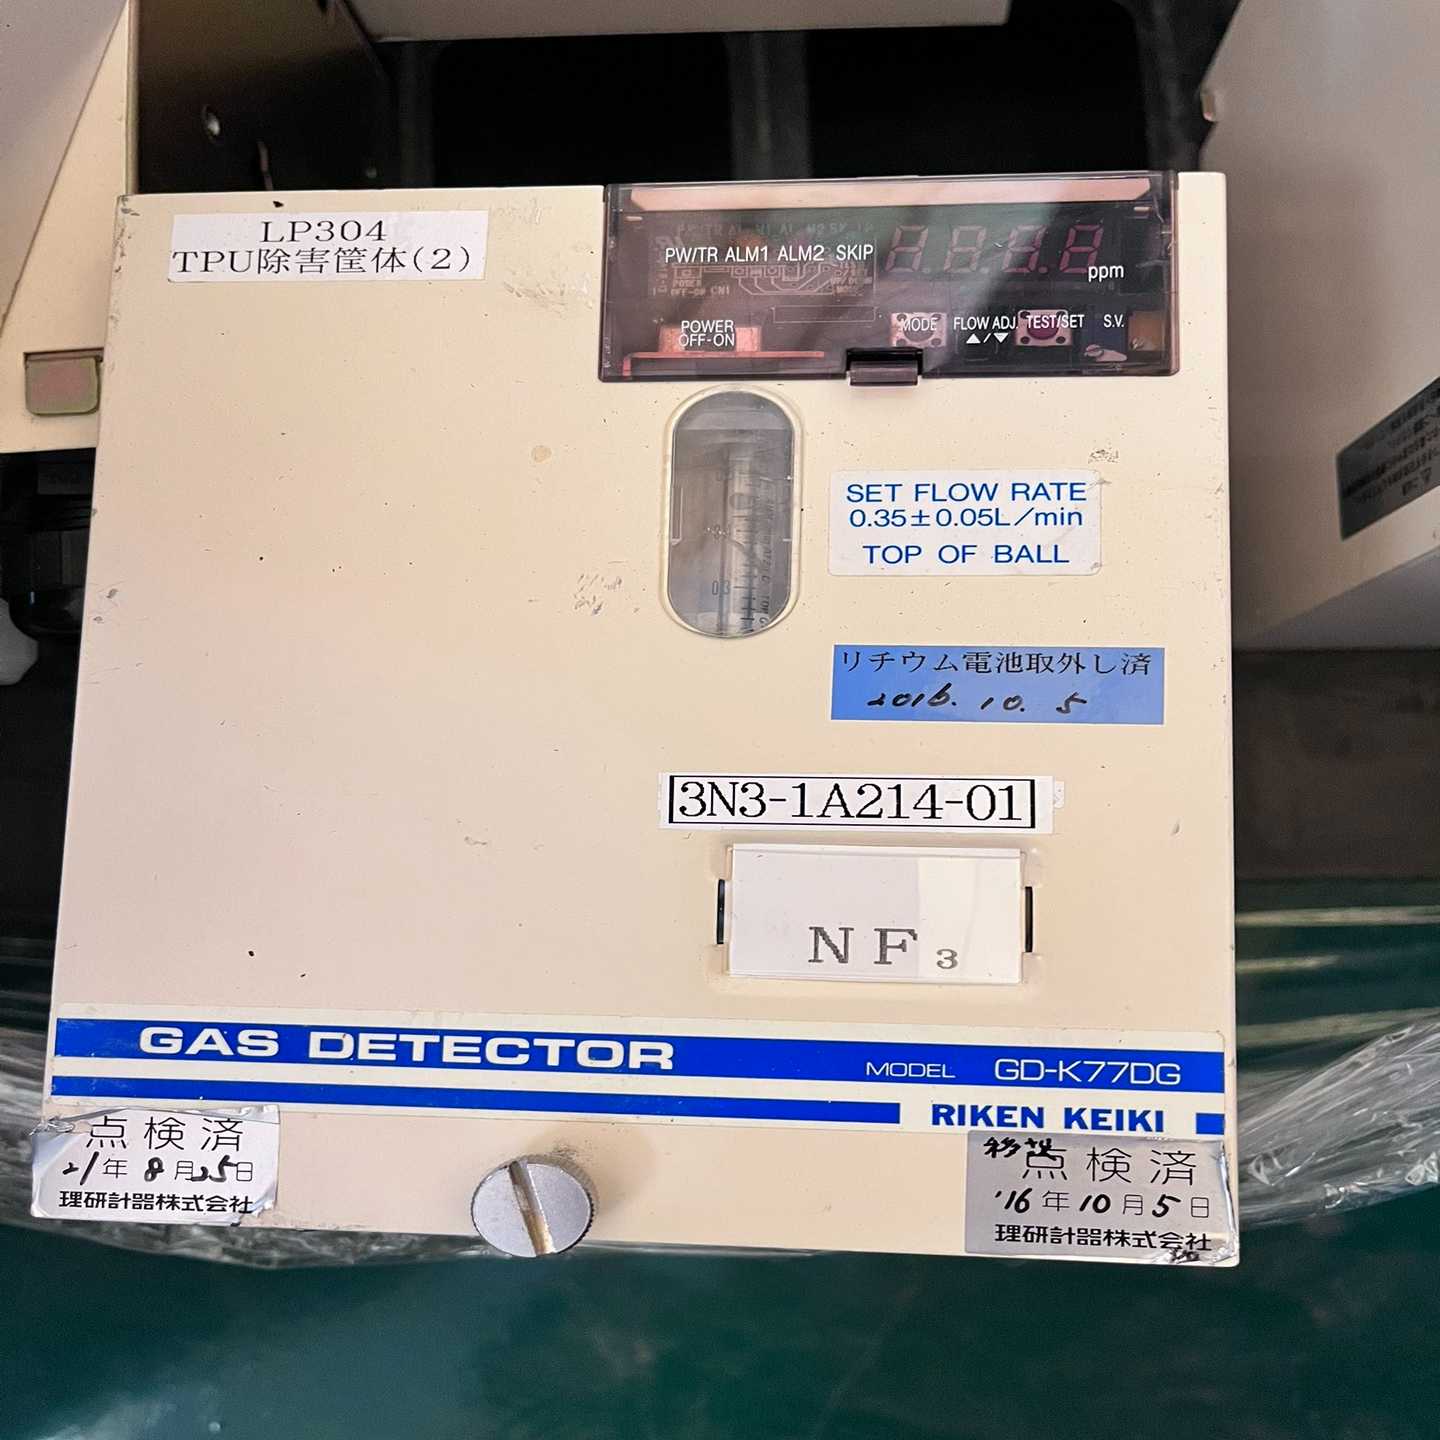 LP304
TPU除害筐体(2)
PW/TR ALM1 ALM2 SKIP
ppm
POWER
OFF-ON
MODE
FLOW ADJ.
▲/▼
TEST/SET
S.V.
SET FLOW RATE
0.35±0.05L/min
TOP OF BALL
0.3
リチウム電池取外し済
2016.10.5
3N3-1A214-01
NF₃
GAS DETECTOR
MODEL GD-K77DG
RIKEN KEIKI
点検済
21年8月25日
理研計器株式会社
移設
点検済
'16年10月5日
理研計器株式会社